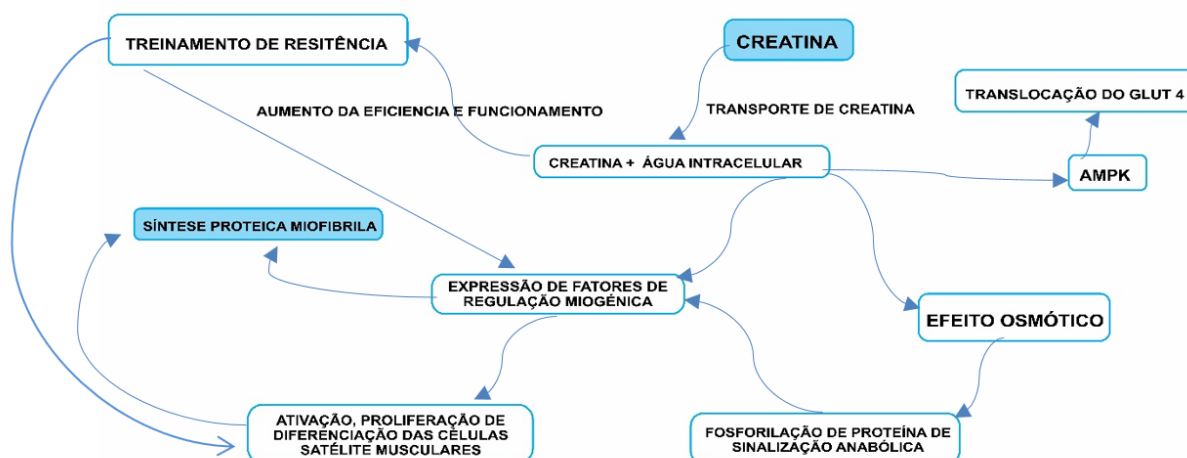 TREINAMENTO DE RESITÊNCIA
CREATINA
TRANSLOCAÇÃO DO GLUT 4
AUMENTO DA EFICIENCIA E FUNCIONAMENTO
TRANSPORTE DE CREATINA
CREATINA + ÁGUA INTRACELULAR
AMPK
SÍNTESE PROTEICA MIOFIBRILA
EXPRESSÃO DE FATORES DE
REGULAÇÃO MIOGÉNICA
EFEITO OSMÓTICO
ATIVAÇÃO, PROLIFERAÇÃO DE
DIFERENCIAÇÃO DAS CÉLULAS
SATÉLITE MUSCULARES
FOSFORILAÇÃO DE PROTEÍNA DE
SINALIZAÇÃO ANABÓLICA